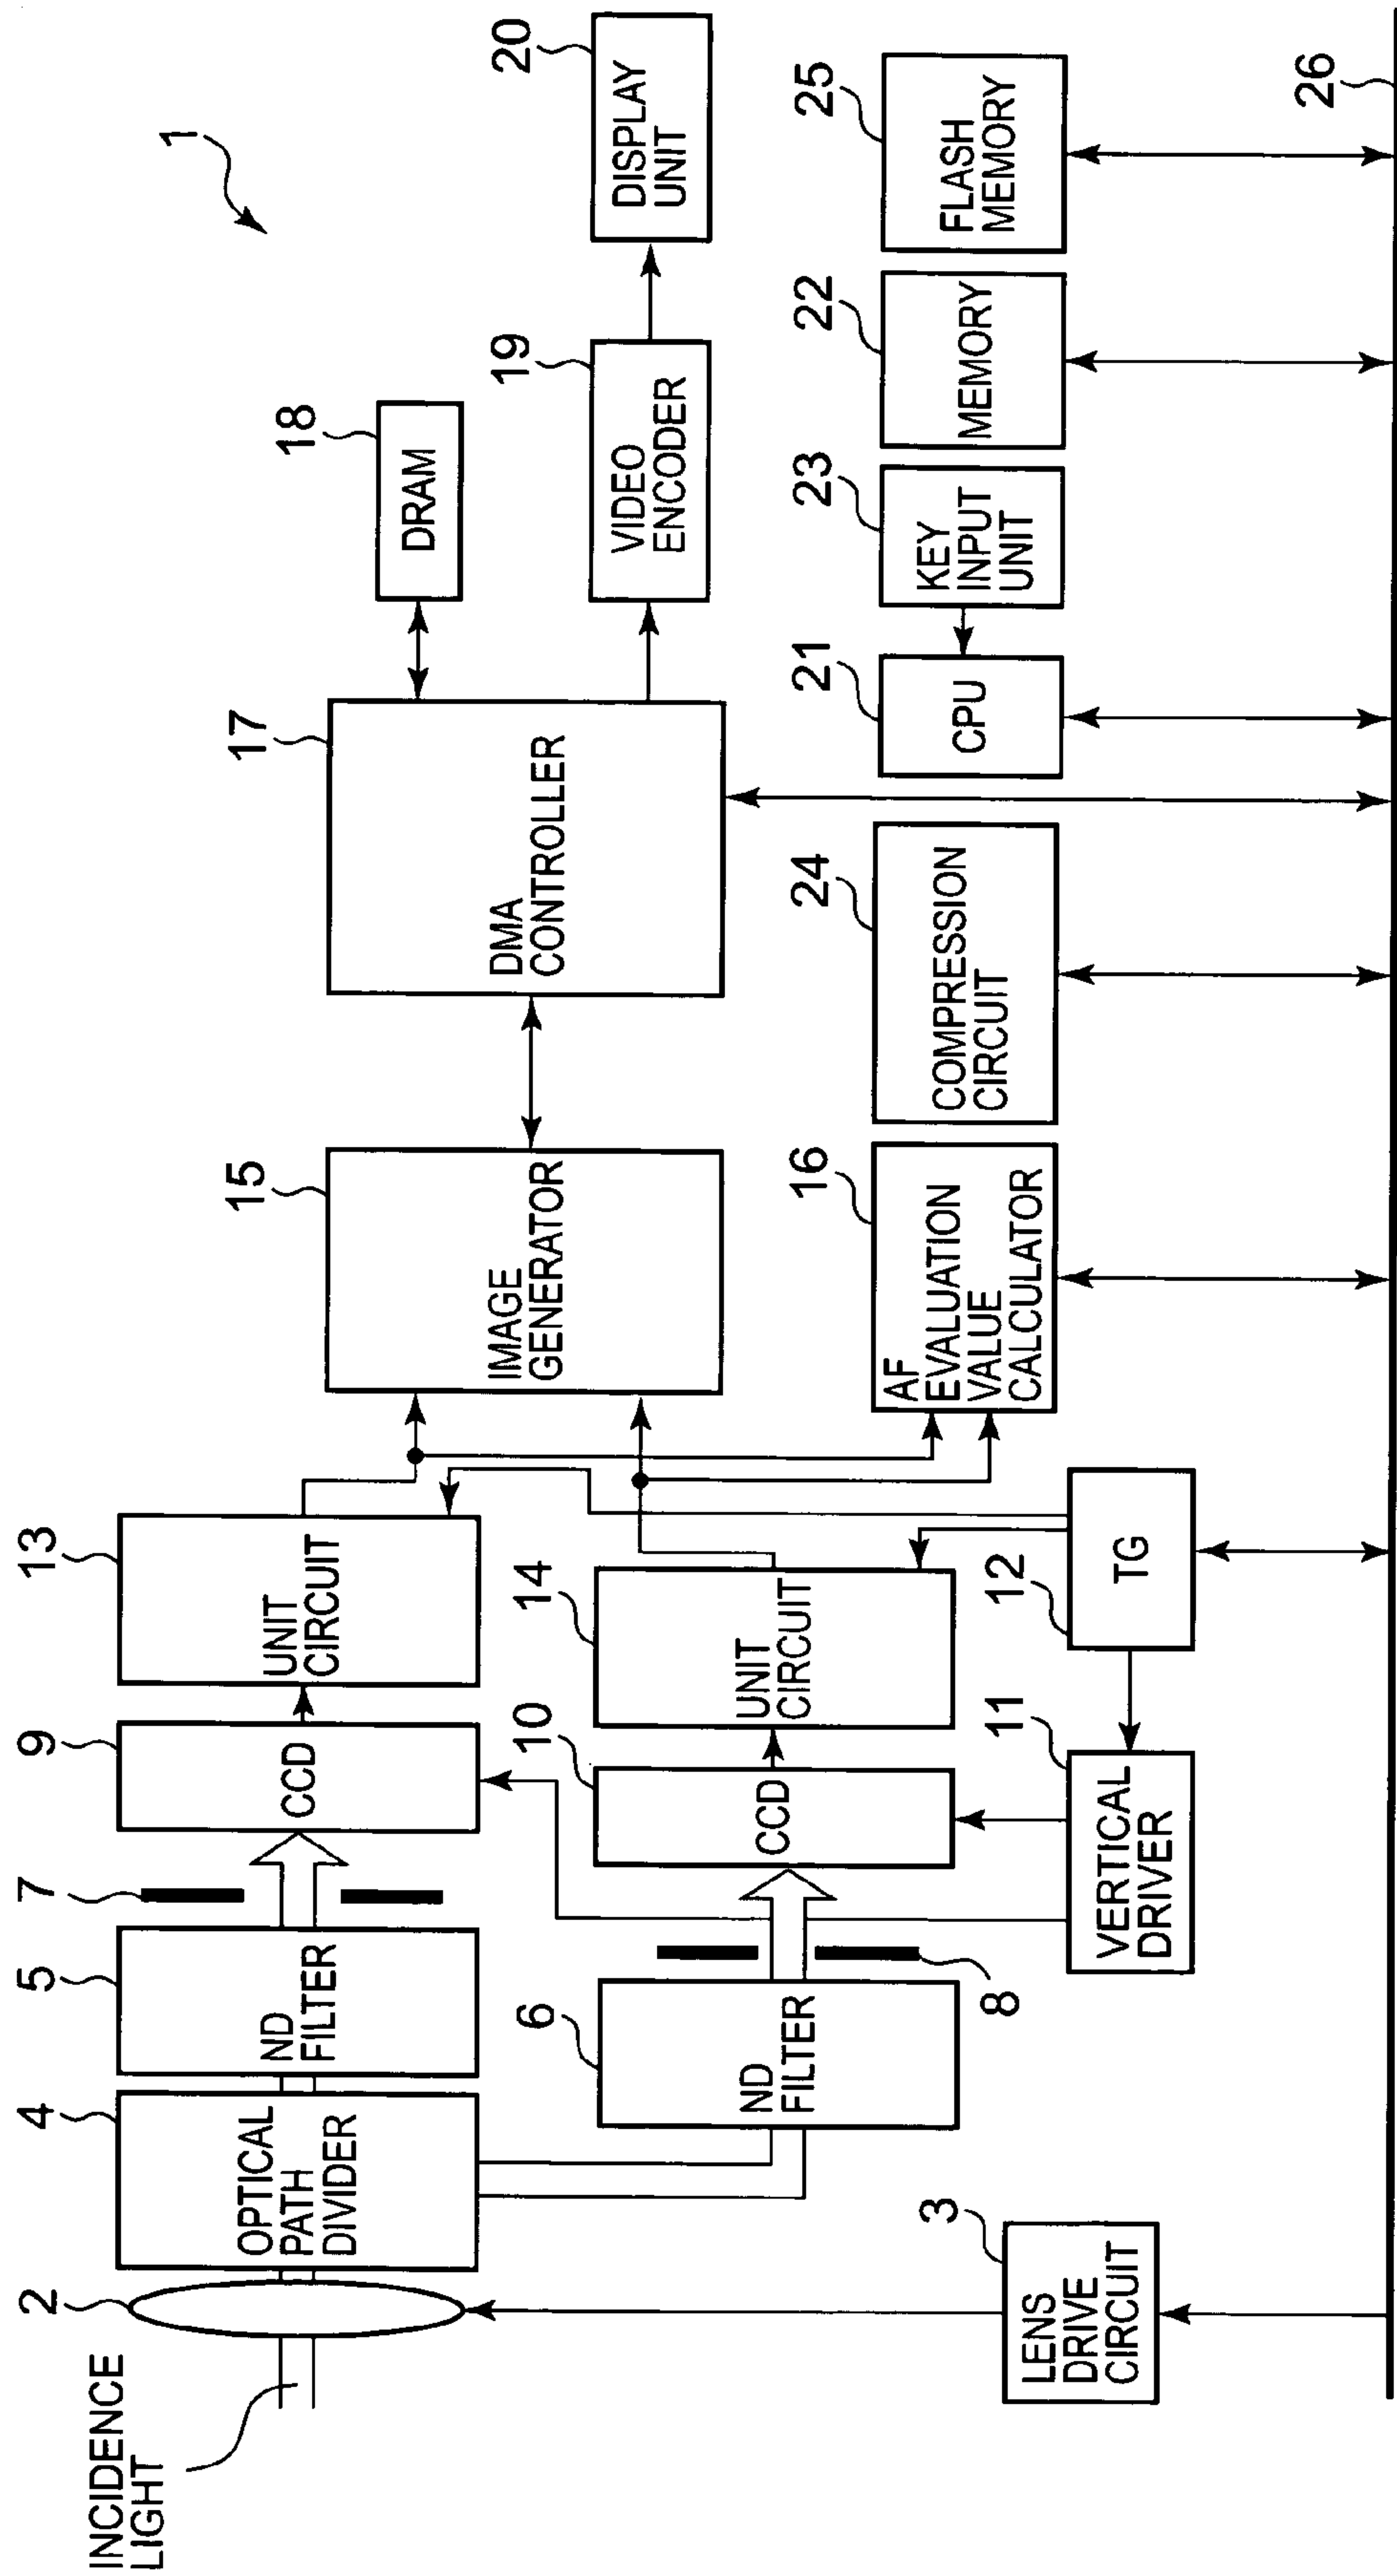 1
INCIDENCE
LIGHT
2
4
OPTICAL
PATH
DIVIDER
5
ND
FILTER
7
9
CCD
13
UNIT
CIRCUIT
15
IMAGE
GENERATOR
17
DMA
CONTROLLER
18
DRAM
19
VIDEO
ENCODER
20
DISPLAY
UNIT
6
ND
FILTER
8
10
CCD
14
UNIT
CIRCUIT
3
LENS
DRIVE
CIRCUIT
11
VERTICAL
DRIVER
12
TG
16
AF
EVALUATION
VALUE
CALCULATOR
24
COMPRESSION
CIRCUIT
21
CPU
23
KEY
INPUT
UNIT
22
MEMORY
25
FLASH
MEMORY
26